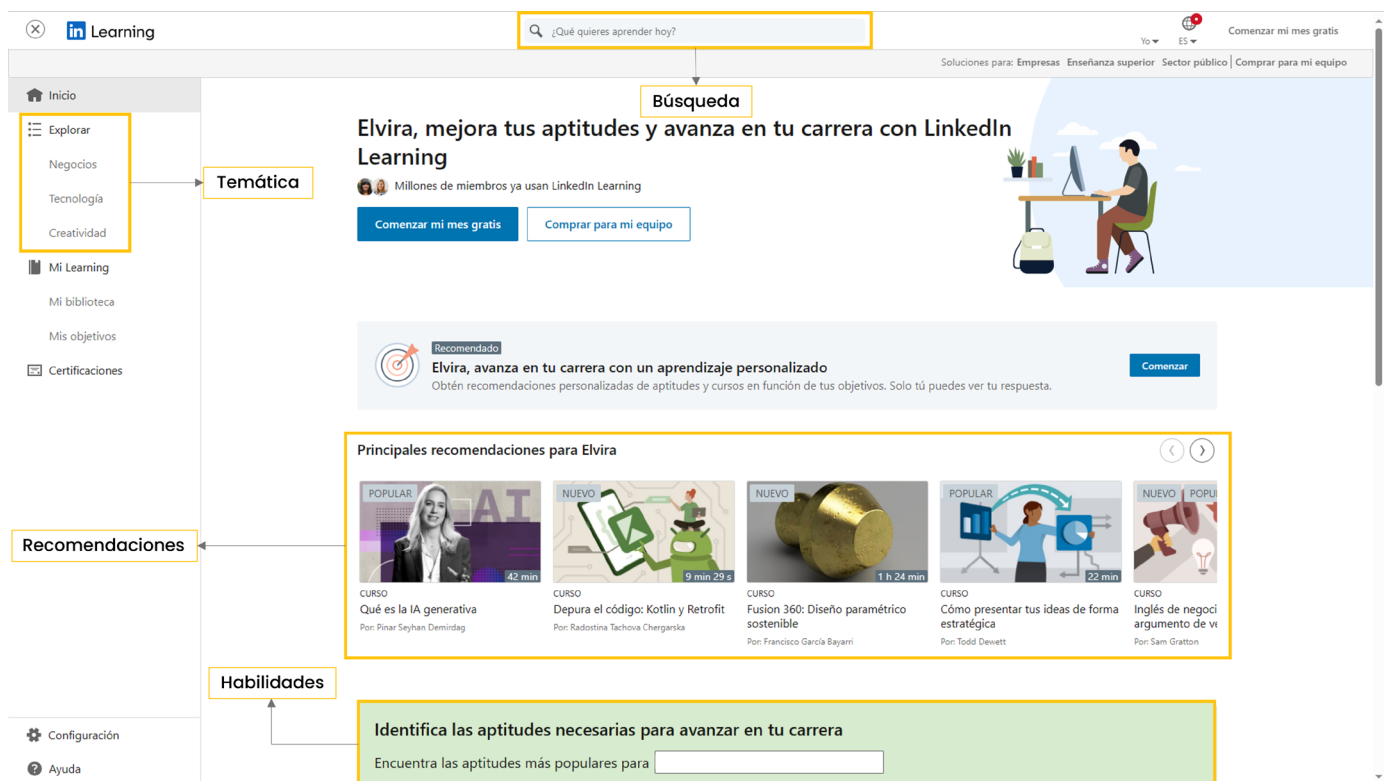 in Learning
¿Qué quieres aprender hoy?
Yo
ES
Comenzar mi mes gratis
Soluciones para: Empresas Enseñanza superior Sector público | Comprar para mi equipo
Búsqueda
Inicio
Explorar
Negocios
Tecnología
Creatividad
Mi Learning
Mi biblioteca
Mis objetivos
Certificaciones
Temática
Elvira, mejora tus aptitudes y avanza en tu carrera con LinkedIn
Learning
Millones de miembros ya usan LinkedIn Learning
Comenzar mi mes gratis
Comprar para mi equipo
Recomendado
Elvira, avanza en tu carrera con un aprendizaje personalizado
Obtén recomendaciones personalizadas de aptitudes y cursos en función de tus objetivos. Solo tú puedes ver tu respuesta.
Comenzar
Recomendaciones
Principales recomendaciones para Elvira
POPULAR
AI
42 min
CURSO
Qué es la IA generativa
Por: Pinar Seyhan Demirdag
NUEVO
9 min 29 s
CURSO
Depura el código: Kotlin y Retrofit
Por: Radostina Tachova Chergarska
NUEVO
1 h 24 min
CURSO
Fusion 360: Diseño paramétrico
sostenible
Por: Francisco García Bayarri
POPULAR
22 min
CURSO
Cómo presentar tus ideas de forma
estratégica
Por: Todd Dewett
NUEVO POPU
CURSO
Inglés de negoci
argumento de ve
Por: Sam Gratton
Habilidades
Identifica las aptitudes necesarias para avanzar en tu carrera
Encuentra las aptitudes más populares para
Configuración
Ayuda